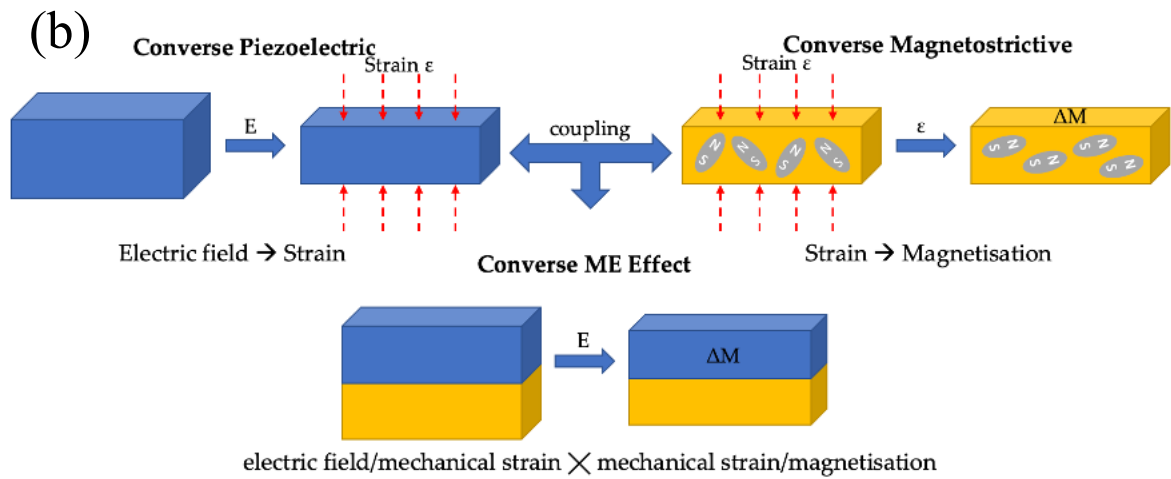 (b)
Converse Piezoelectric
Converse Magnetostrictive
Strain ε
Strain ε
E
coupling
N
S
N
S
N
S
N
S
ε
ΔM
S N
S N
S N
S N
Electric field → Strain
Strain → Magnetisation
Converse ME Effect
E
ΔM
electric field/mechanical strain ╳ mechanical strain/magnetisation